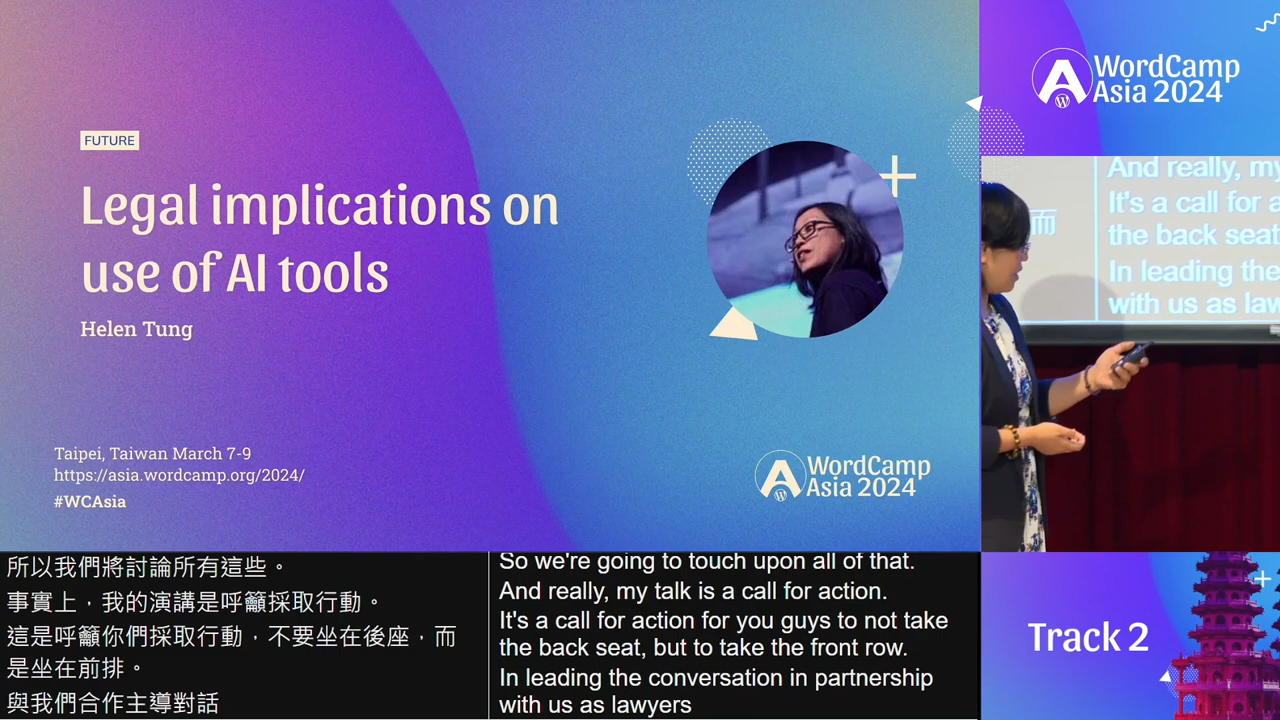 FUTURE
Legal implications on
use of AI tools
Helen Tung
Taipei, Taiwan March 7-9
https://asia.wordcamp.org/2024/
#WCAsia
WordCamp
Asia 2024
WordCamp
Asia 2024
而
And really, my
It's a call for a
the back seat
In leading the
with us as law
所以我們將討論所有這些。
事實上，我的演講是呼籲採取行動。
這是呼籲你們採取行動，不要坐在後座，而
是坐在前排。
與我們合作主導對話
So we're going to touch upon all of that.
And really, my talk is a call for action.
It's a call for action for you guys to not take
the back seat, but to take the front row.
In leading the conversation in partnership
with us as lawyers
Track 2